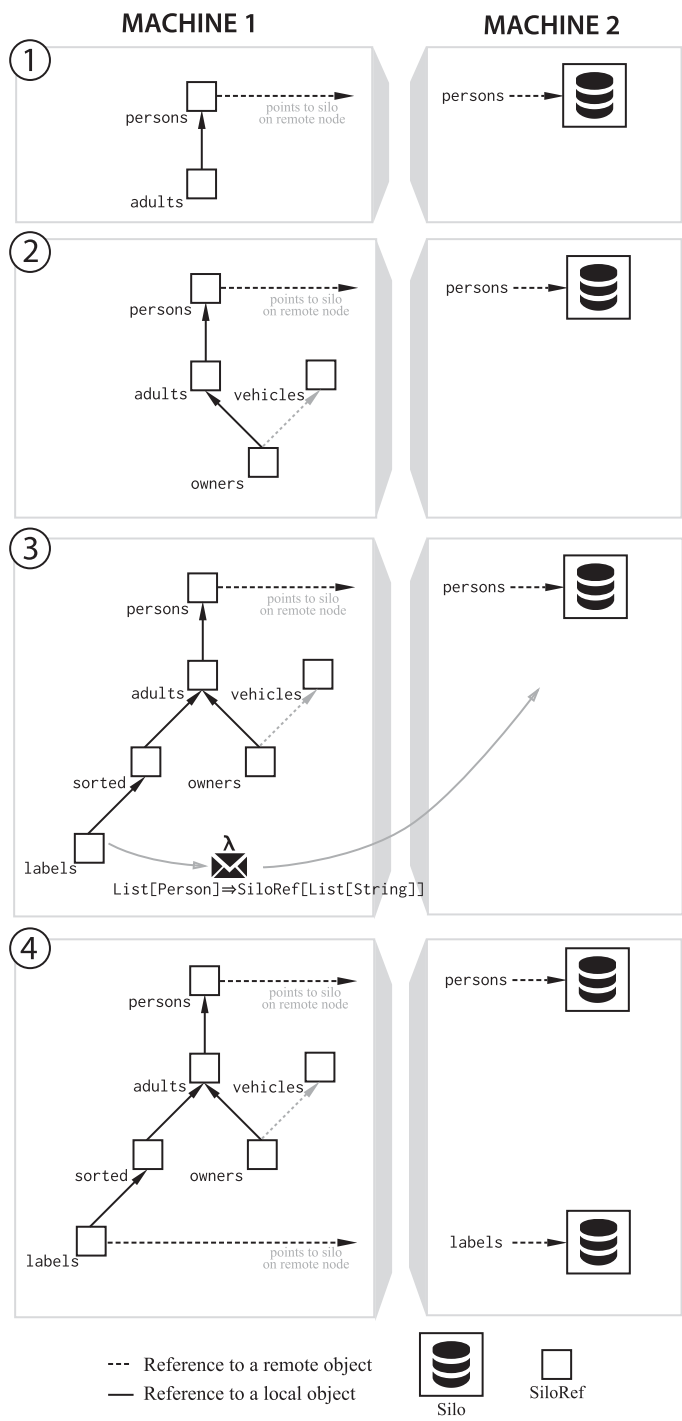 MACHINE 1
MACHINE 2
1
persons
points to silo
on remote node
adults
persons
2
persons
points to silo
on remote node
adults
vehicles
owners
persons
3
persons
points to silo
on remote node
adults
vehicles
sorted
owners
labels
λ
List[Person]⇒SiloRef[List[String]]
persons
4
persons
points to silo
on remote node
adults
vehicles
sorted
owners
labels
points to silo
on remote node
persons
labels
Reference to a remote object
Reference to a local object
Silo
SiloRef